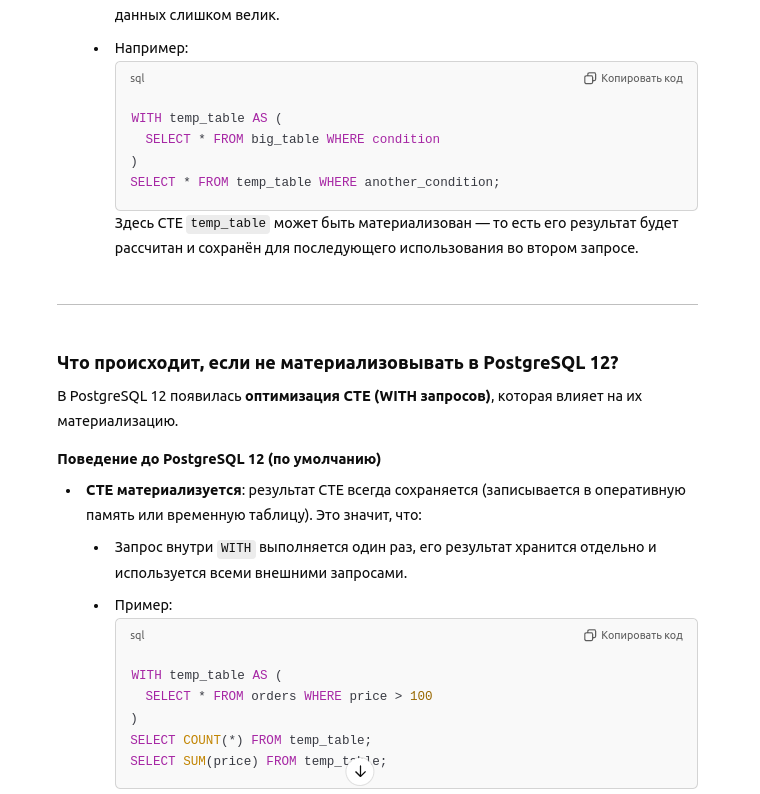 данных слишком велик.
• Например:
sql Копировать код
WITH temp_table AS (
SELECT * FROM big_table WHERE condition
)
SELECT * FROM temp_table WHERE another_condition;
Здесь CTE temp_table может быть материализован — то есть его результат будет
рассчитан и сохранён для последующего использования во втором запросе.
Что происходит, если не материализовывать в PostgreSQL 12?
В PostgreSQL 12 появилась оптимизация CTE (WITH запросов), которая влияет на их
материализацию.
Поведение до PostgreSQL 12 (по умолчанию)
• CTE материализуется: результат CTE всегда сохраняется (записывается в оперативную
память или временную таблицу). Это значит, что:
• Запрос внутри WITH выполняется один раз, его результат хранится отдельно и
используется всеми внешними запросами.
• Пример:
sql Копировать код
WITH temp_table AS (
SELECT * FROM orders WHERE price > 100
)
SELECT COUNT(*) FROM temp_table;
SELECT SUM(price) FROM temp_table;